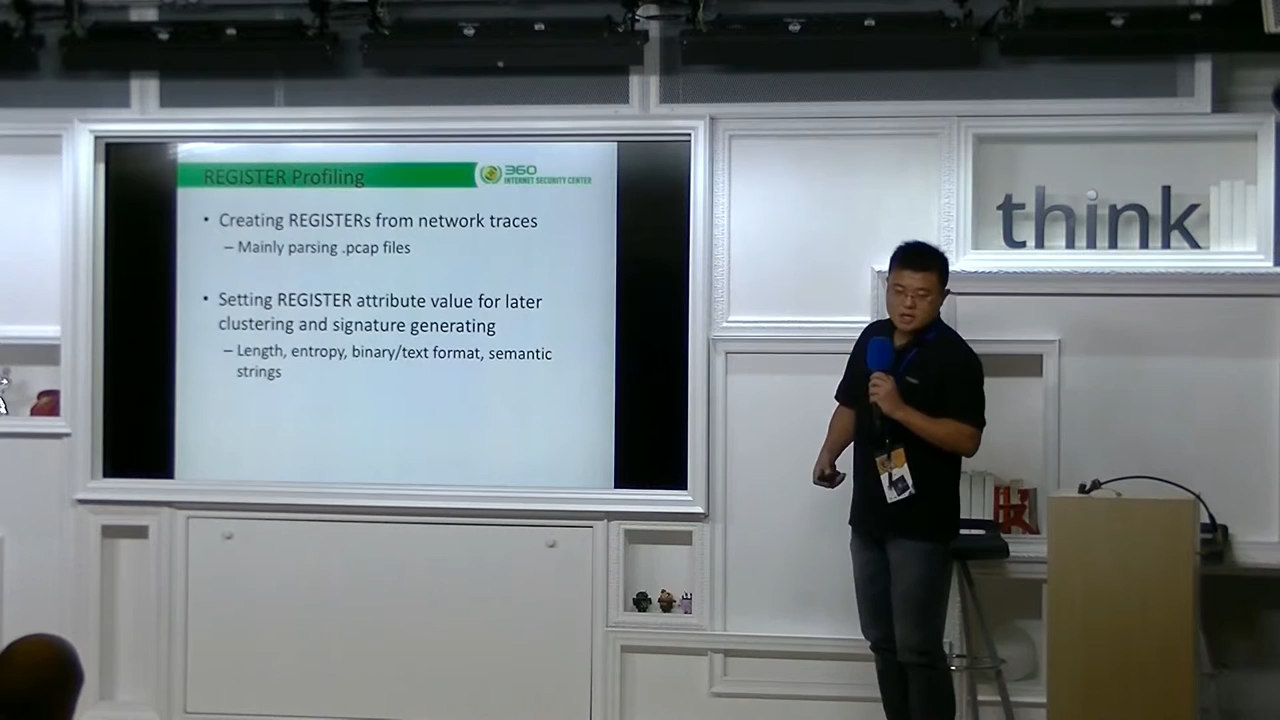 REGISTER Profiling
360
INTERNET SECURITY CENTER
• Creating REGISTERs from network traces
– Mainly parsing .pcap files
• Setting REGISTER attribute value for later
clustering and signature generating
– Length, entropy, binary/text format, semantic
strings
think